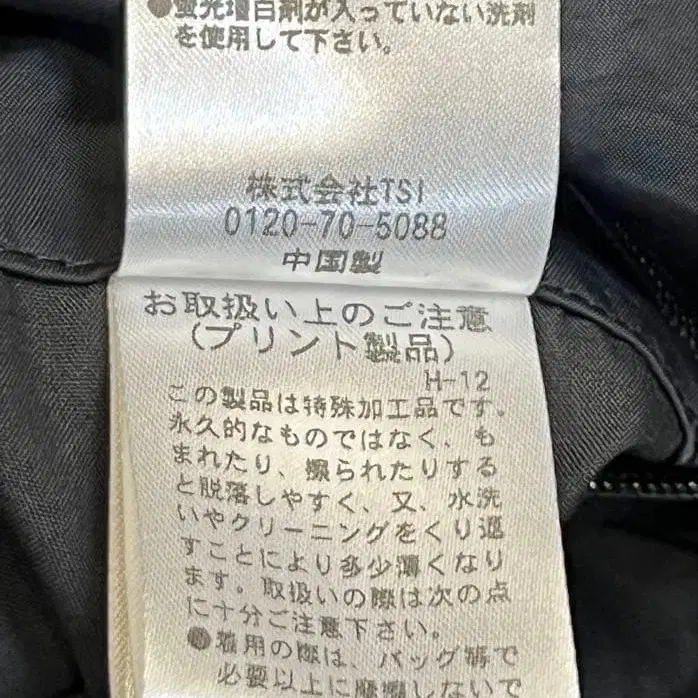 ●蛍光増白剤が入っていない洗剤
を使用して下さい。
株式会社TSI
0120-70-5088
中国製
お取扱い上のご注意
(プリント製品)
H-12
この製品は特殊加工品です。
永久的なものではなく、も
まれたり、擦られたりする
と脱落しやすく、又、水洗
いやクリーニングをくり返
すことにより多少薄くなり
ます。取扱いの際は次の点
に十分ご注意下さい。
●着用の際は、バッグ等で
必要以上に摩擦しないで